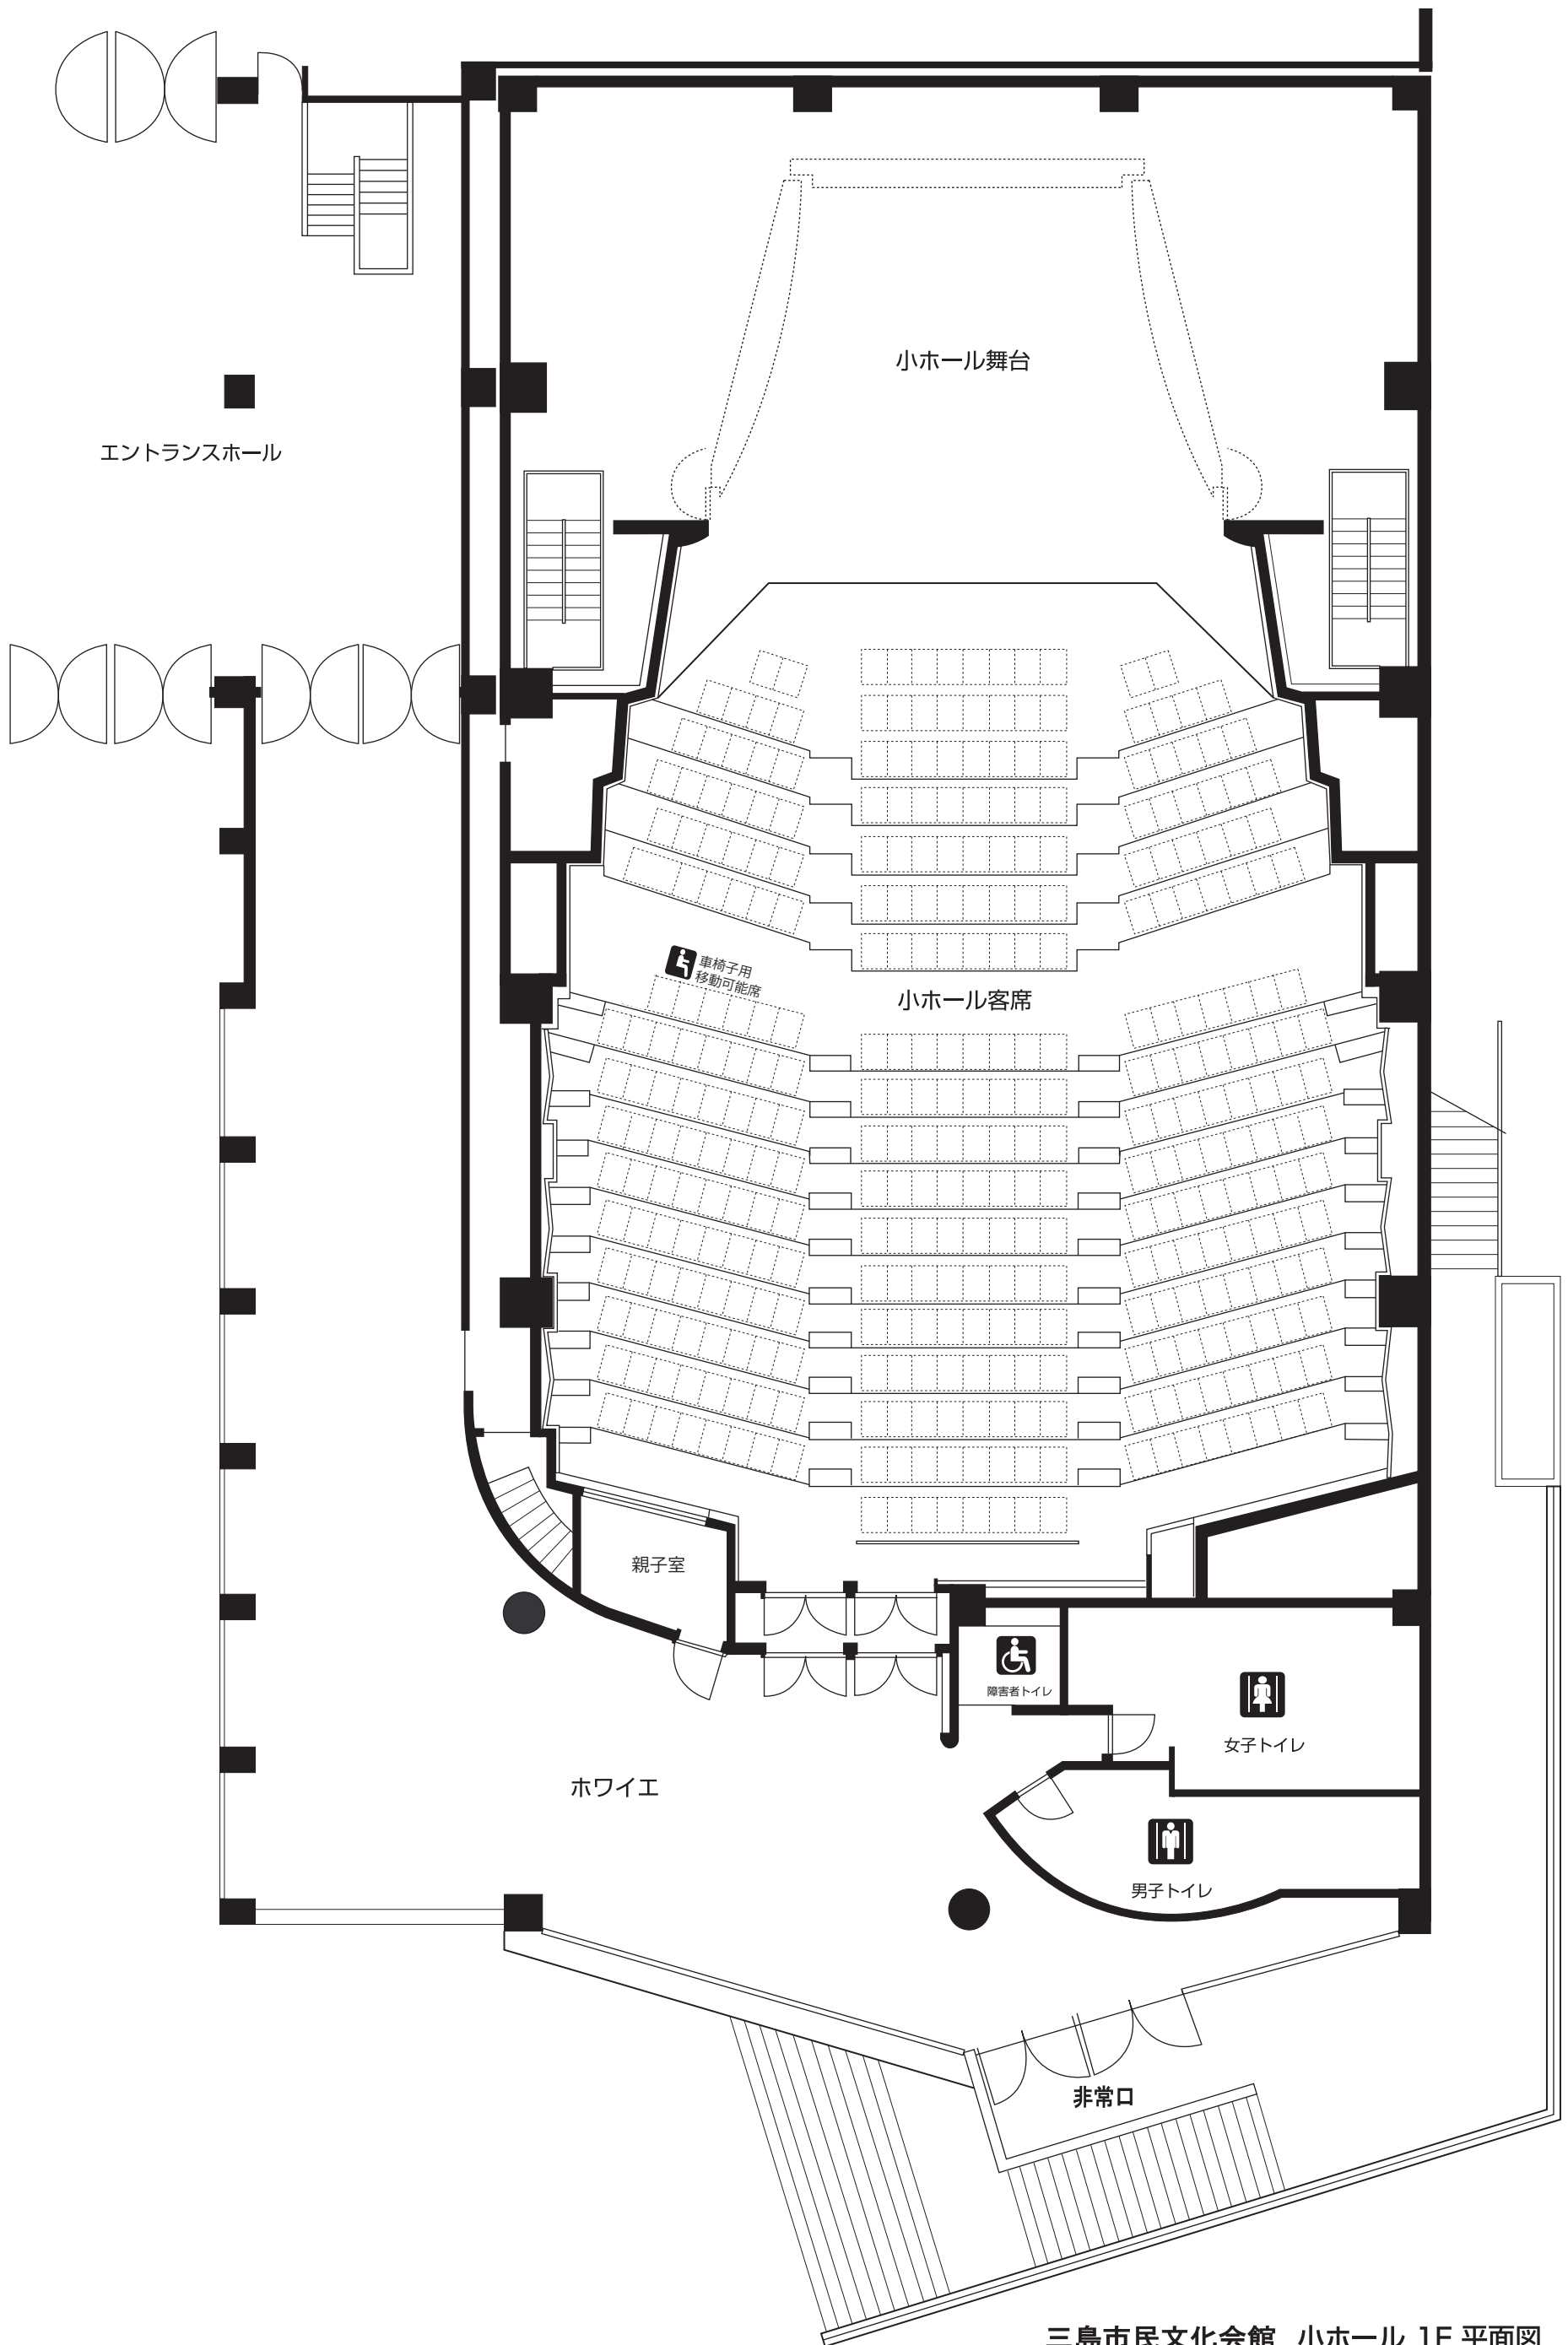 小ホール舞台
エントランスホール
車椅子用
移動可能席
小ホール客席
親子室
障害者トイレ
女子トイレ
ホワイエ
男子トイレ
非常口
三島市民文化会館 小ホール 1F 平面図